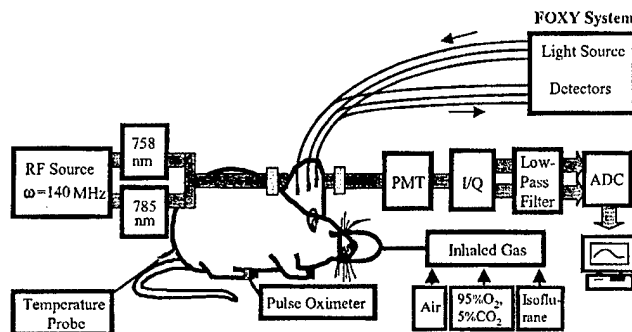 FOXY System
Light Source
Detectors
758
nm
RF Source
ω=140 MHz
785
nm
PMT
I/Q
Low-
Pass
Filter
ADC
Inhaled Gas
Temperature
Probe
Pulse Oximeter
Air
95%O₂,
5%CO₂
Isoflu-
rane